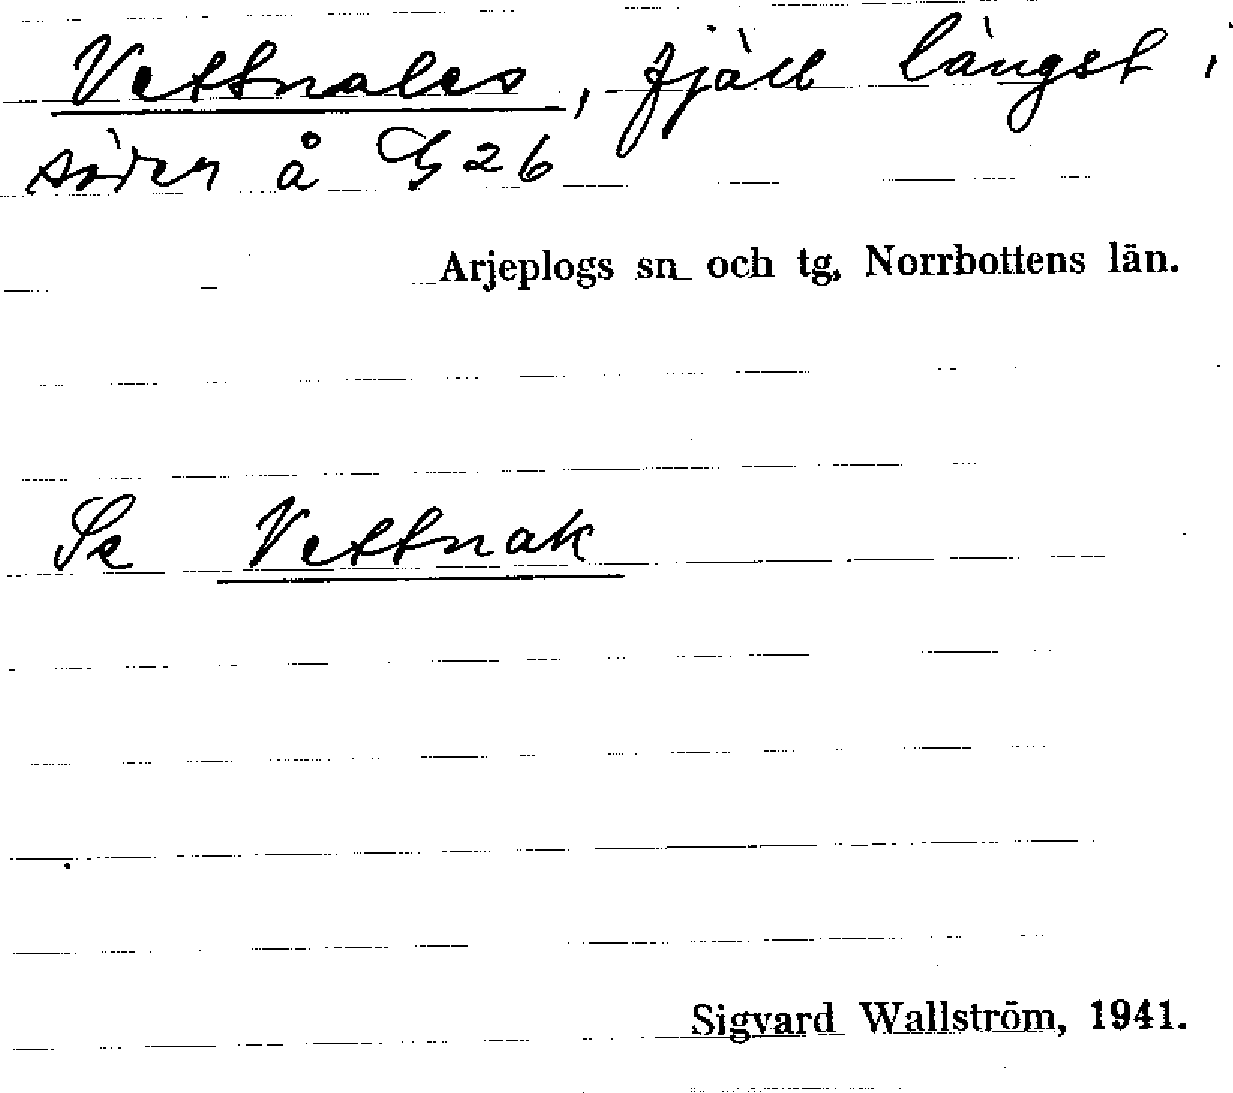 Vettnales, fjäll längst i
söder å G 26
Arjeplogs sn och tg, Norrbottens län.
Se Vettnak
Sigvard Wallström, 1941.